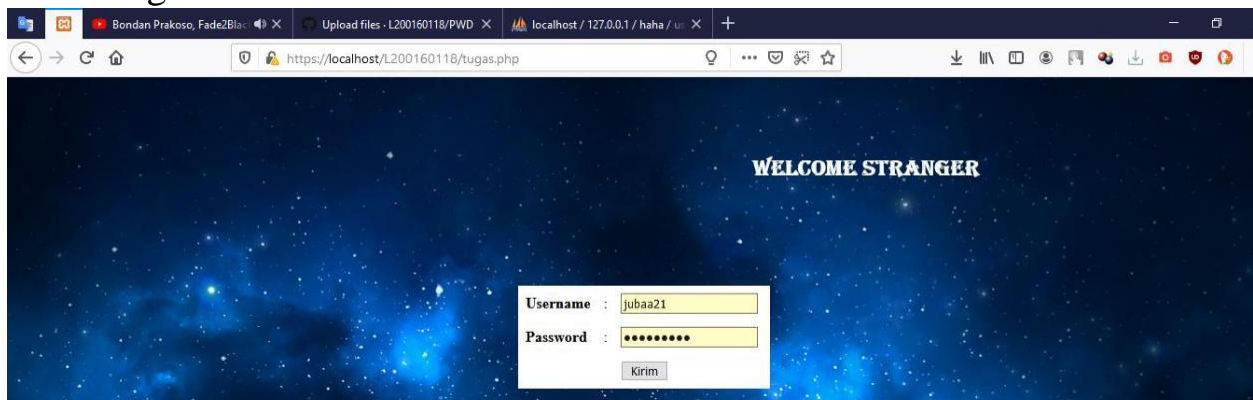 Bondan Prakoso, Fade2Blac
Upload files · L200160118/PWD
localhost / 127.0.0.1 / haha / us
https://localhost/L200160118/tugas.php
WELCOME STRANGER
Username : jubaa21
Password : •••••••••
Kirim